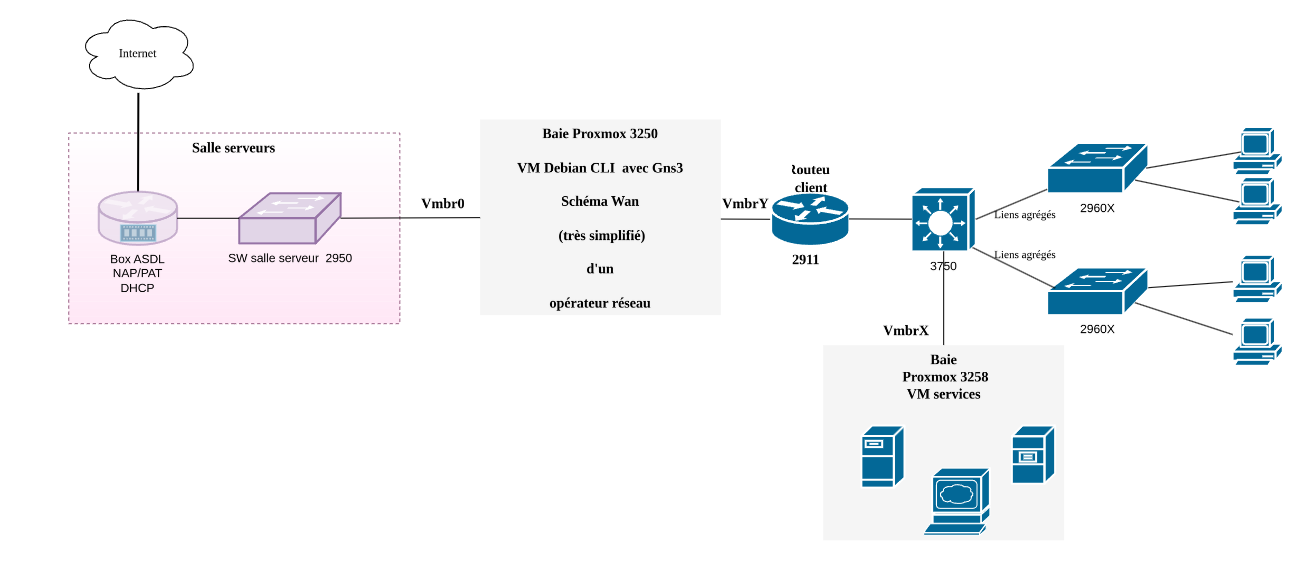 Internet
Salle serveurs
Box ASDL
NAP/PAT
DHCP
SW salle serveur 2950
Vmbr0
Baie Proxmox 3250
VM Debian CLI avec Gns3
Schéma Wan
(très simplifié)
d'un
opérateur réseau
VmbrY
Routeu
client
2911
3750
Liens agrégés
Liens agrégés
2960X
2960X
VmbrX
Baie
Proxmox 3258
VM services